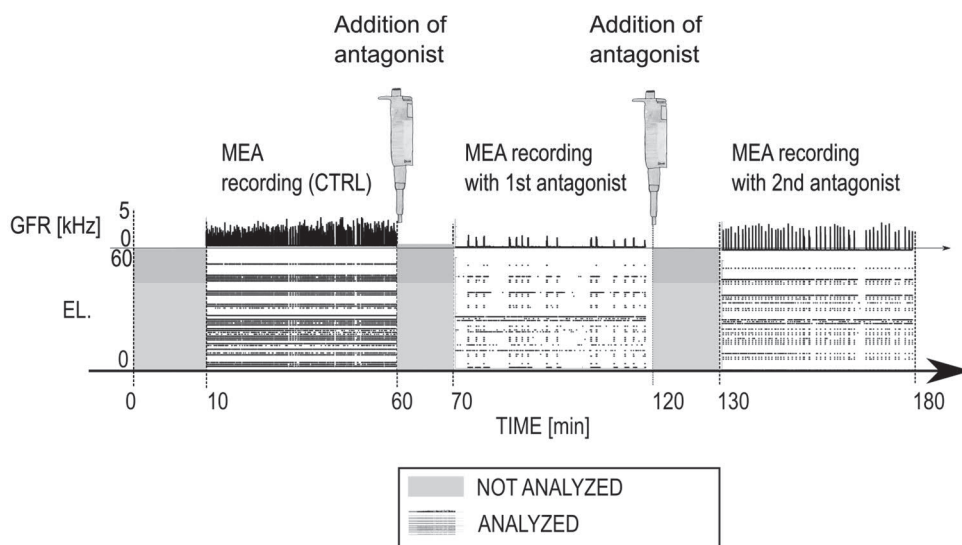 Addition of
antagonist
Addition of
antagonist
MEA
recording (CTRL)
MEA recording
with 1st antagonist
MEA recording
with 2nd antagonist
GFR [kHz]
5
0
60
EL.
0
0
10
60
70
120
130
180
TIME [min]
NOT ANALYZED
ANALYZED